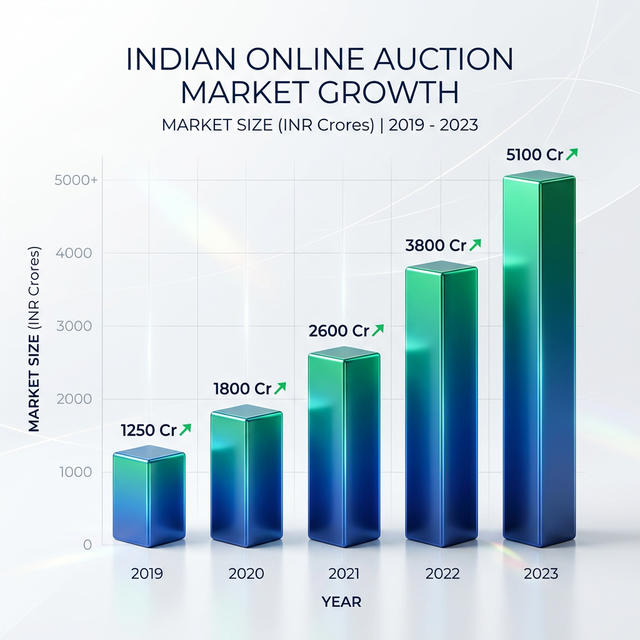 INDIAN ONLINE AUCTION
MARKET GROWTH
MARKET SIZE (INR Crores) | 2019 - 2023
5100 Cr
5000+
3800 Cr
4000
2600 Cr
3000
1800 Cr
2000
1250 Cr
1000
0
MARKET SIZE (INR Crores)
2019 2020 2021 2022 2023
YEAR